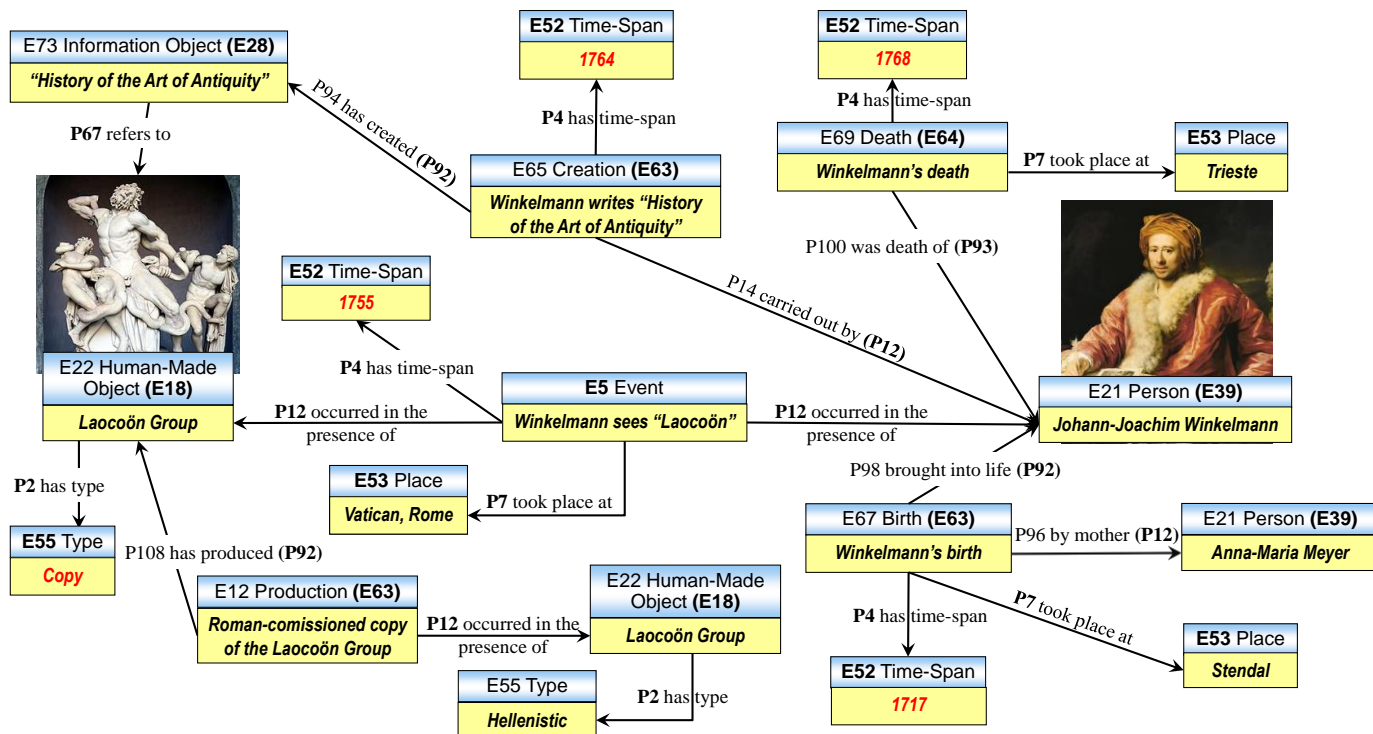 E73 Information Object (E28)
"History of the Art of Antiquity"
P67 refers to
E52 Time-Span
1764
P4 has time-span
P94 has created (P92)
E65 Creation (E63)
Winkelmann writes "History
of the Art of Antiquity"
E52 Time-Span
1768
P4 has time-span
E69 Death (E64)
Winkelmann's death
P7 took place at
E53 Place
Trieste
P100 was death of (P93)
P14 carried out by (P12)
E52 Time-Span
1755
P4 has time-span
E22 Human-Made
Object (E18)
Laocoön Group
P12 occurred in the
presence of
E5 Event
Winkelmann sees "Laocoön"
P12 occurred in the
presence of
E21 Person (E39)
Johann-Joachim Winkelmann
P2 has type
E55 Type
Copy
E53 Place
Vatican, Rome
P7 took place at
P98 brought into life (P92)
E67 Birth (E63)
Winkelmann's birth
P96 by mother (P12)
E21 Person (E39)
Anna-Maria Meyer
P108 has produced (P92)
E12 Production (E63)
Roman-comissioned copy
of the Laocoön Group
P12 occurred in the
presence of
E22 Human-Made
Object (E18)
Laocoön Group
P2 has type
E55 Type
Hellenistic
P4 has time-span
E52 Time-Span
1717
P7 took place at
E53 Place
Stendal